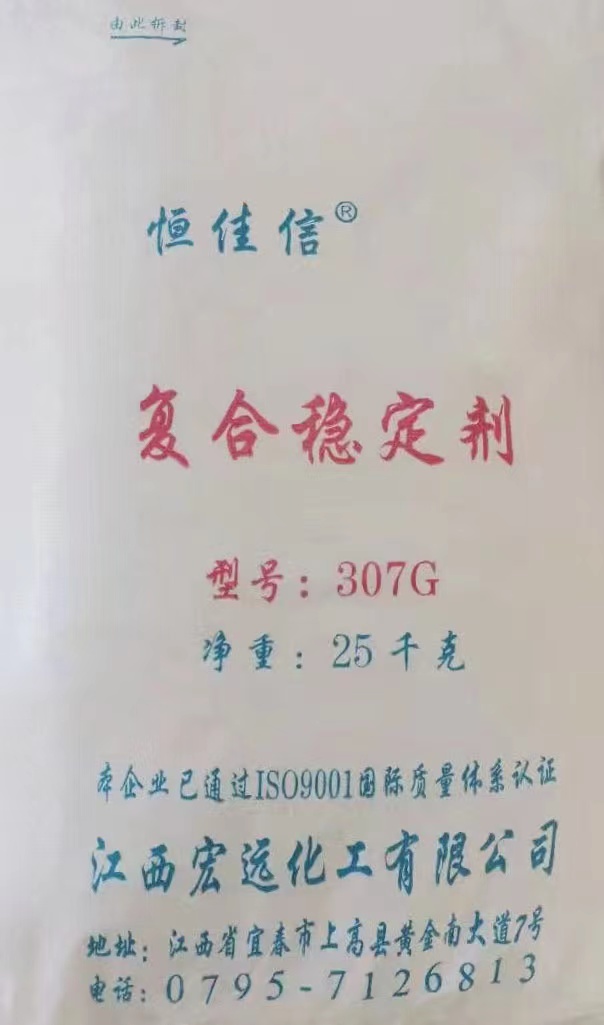 由此拆封
恒佳信®
复合稳定剂
型号：307G
净重：25千克
本企业已通过ISO9001国际质量体系认证
江西宏远化工有限公司
地址：江西省宜春市上高县黄金南大道7号
电话：0795-7126813